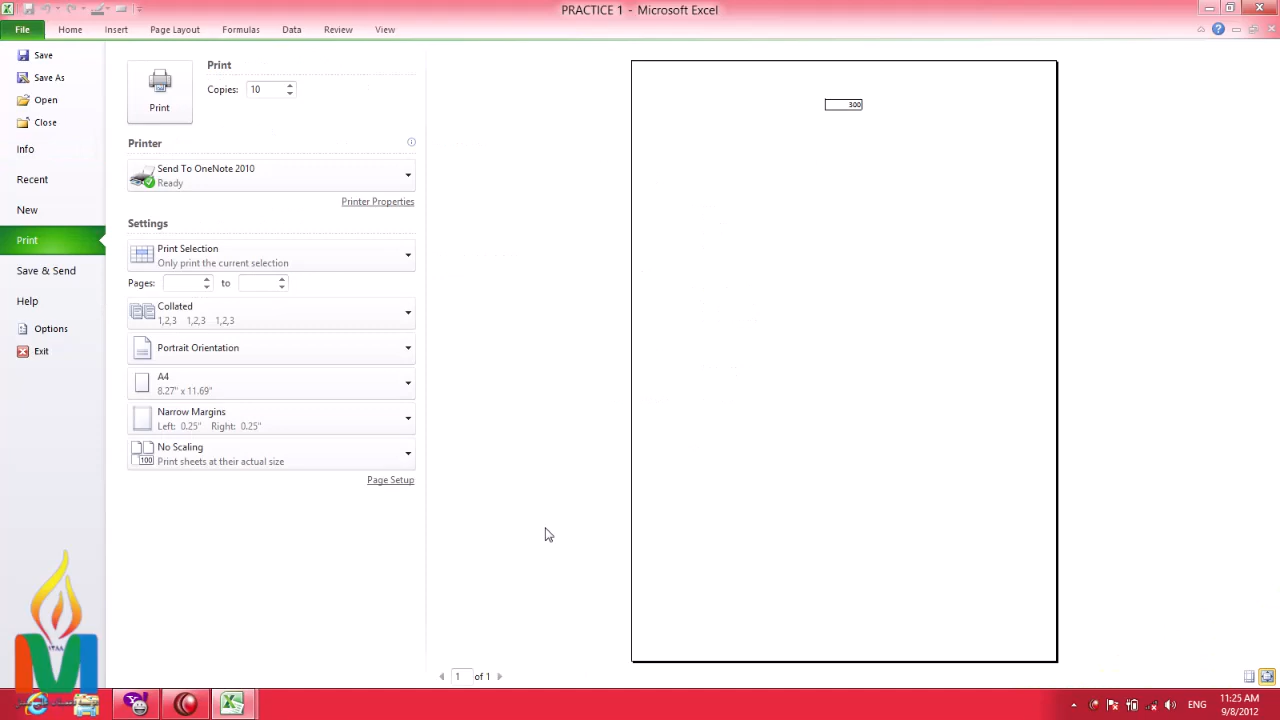 PRACTICE 1 - Microsoft Excel
File Home Insert Page Layout Formulas Data Review View
Save
Save As
Open
Close
Info
Recent
New
Print
Save & Send
Help
Options
Exit
Print
Print
Copies: 10
Printer
Send To OneNote 2010
Ready
Printer Properties
Settings
Print Selection
Only print the current selection
Pages: to
Collated
1,2,3 1,2,3 1,2,3
Portrait Orientation
A4
8.27" x 11.69"
Narrow Margins
Left: 0.25" Right: 0.25"
No Scaling
100
Print sheets at their actual size
Page Setup
300
1 of 1
ENG
11:25 AM
9/8/2012